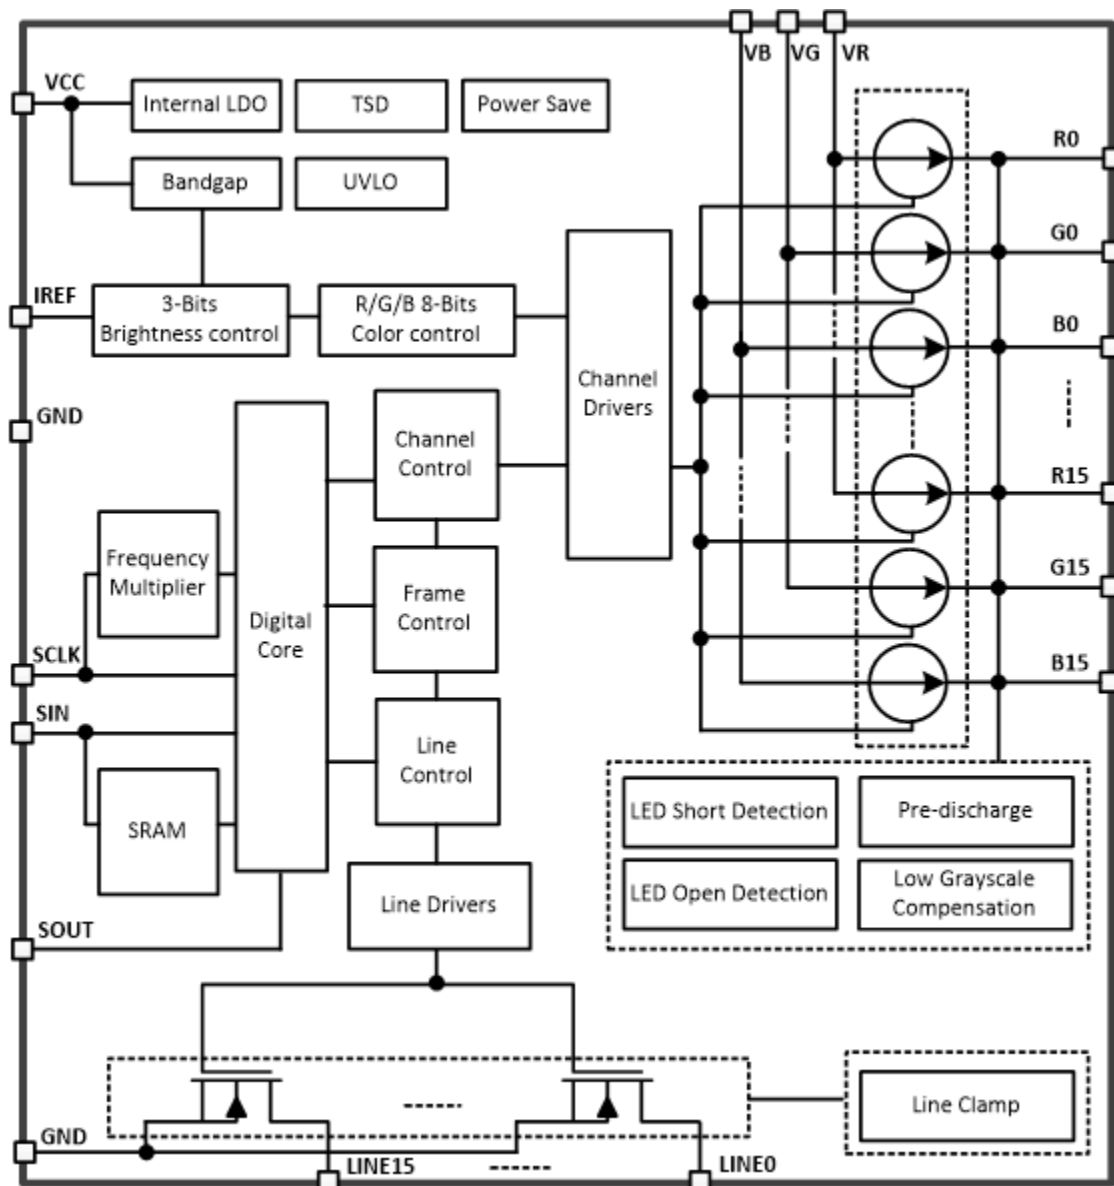 VB
VG
VR
VCC
Internal LDO
TSD
Power Save
R0
Bandgap
UVLO
G0
IREF
3-Bits
Brightness control
R/G/B 8-Bits
Color control
B0
Channel
Drivers
GND
Channel
Control
R15
Frequency
Multiplier
Frame
Control
G15
Digital
Core
SCLK
B15
SIN
Line
Control
SRAM
LED Short Detection
Pre-discharge
LED Open Detection
Low Grayscale
Compensation
Line Drivers
SOUT
Line Clamp
GND
LINE15
LINE0